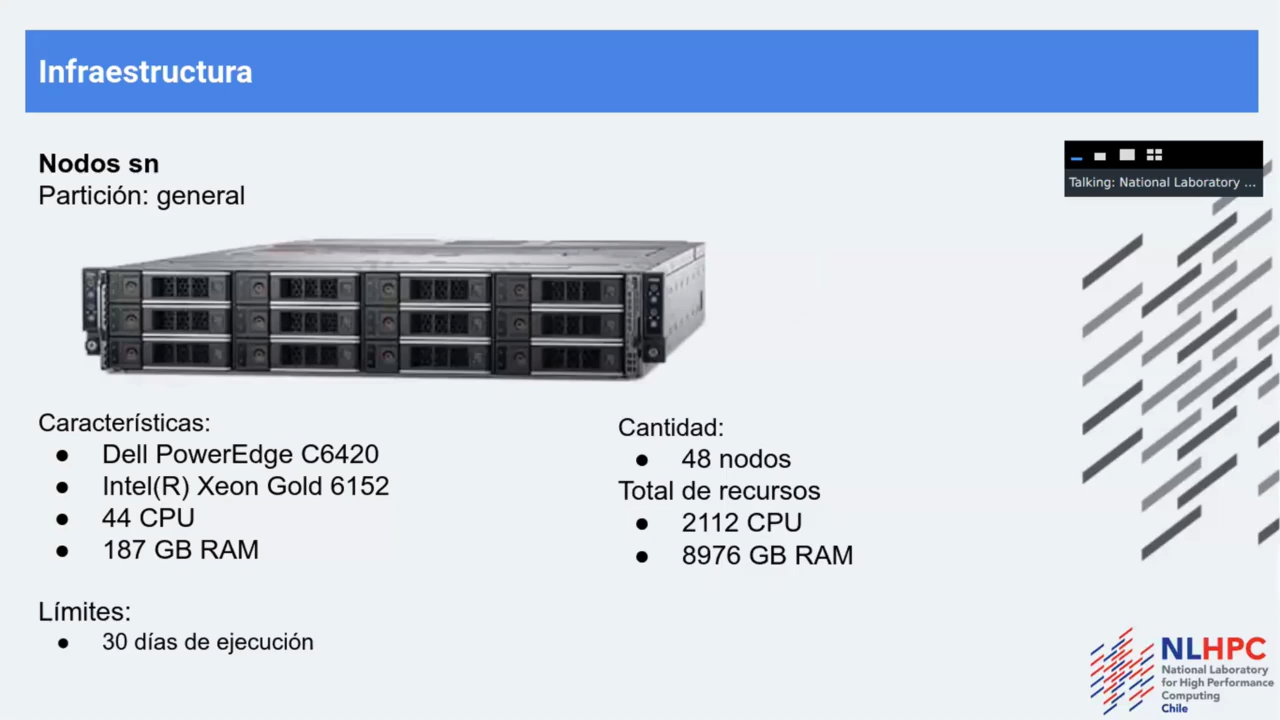 Infraestructura
Nodos sn
Partición: general
Talking: National Laboratory ...
Características:
● Dell PowerEdge C6420
● Intel(R) Xeon Gold 6152
● 44 CPU
● 187 GB RAM
Límites:
● 30 días de ejecución
Cantidad:
● 48 nodos
Total de recursos
● 2112 CPU
● 8976 GB RAM
NLHPC
National Laboratory
for High Performance
Computing
Chile